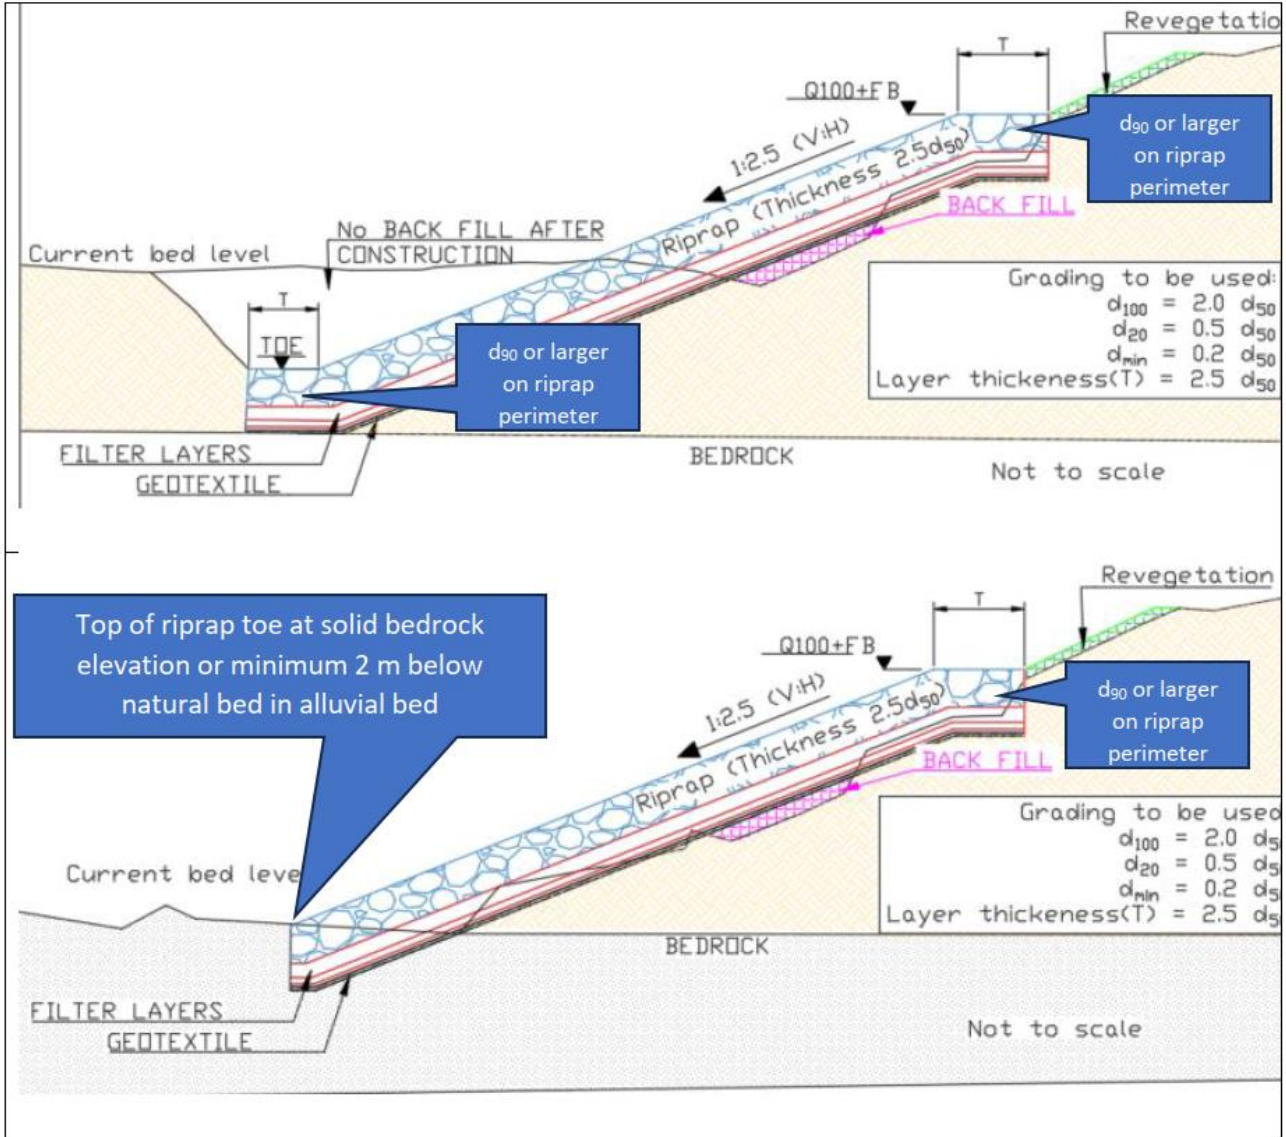 Revegetatio
T
Q100+FB
d90 or larger
on riprap
perimeter
1:2.5 (V:H)
Riprap (Thickness 2.5d50)
BACK FILL
No BACK FILL AFTER
CONSTRUCTION
Current bed level
T
TOE
d90 or larger
on riprap
perimeter
Grading to be used:
d100 = 2.0 d50
d20 = 0.5 d50
dmin = 0.2 d50
Layer thickeness(T) = 2.5 d50
FILTER LAYERS
GEOTEXTILE
BEDROCK
Not to scale
Revegetation
T
Top of riprap toe at solid bedrock
elevation or minimum 2 m below
natural bed in alluvial bed
Q100+FB
d90 or larger
on riprap
perimeter
1:2.5 (V:H)
Riprap (Thickness 2.5d50)
BACK FILL
Grading to be used
d100 = 2.0 d5
d20 = 0.5 d5
dmin = 0.2 d5
Layer thickeness(T) = 2.5 d5
Current bed leve
BEDROCK
FILTER LAYERS
GEOTEXTILE
Not to scale